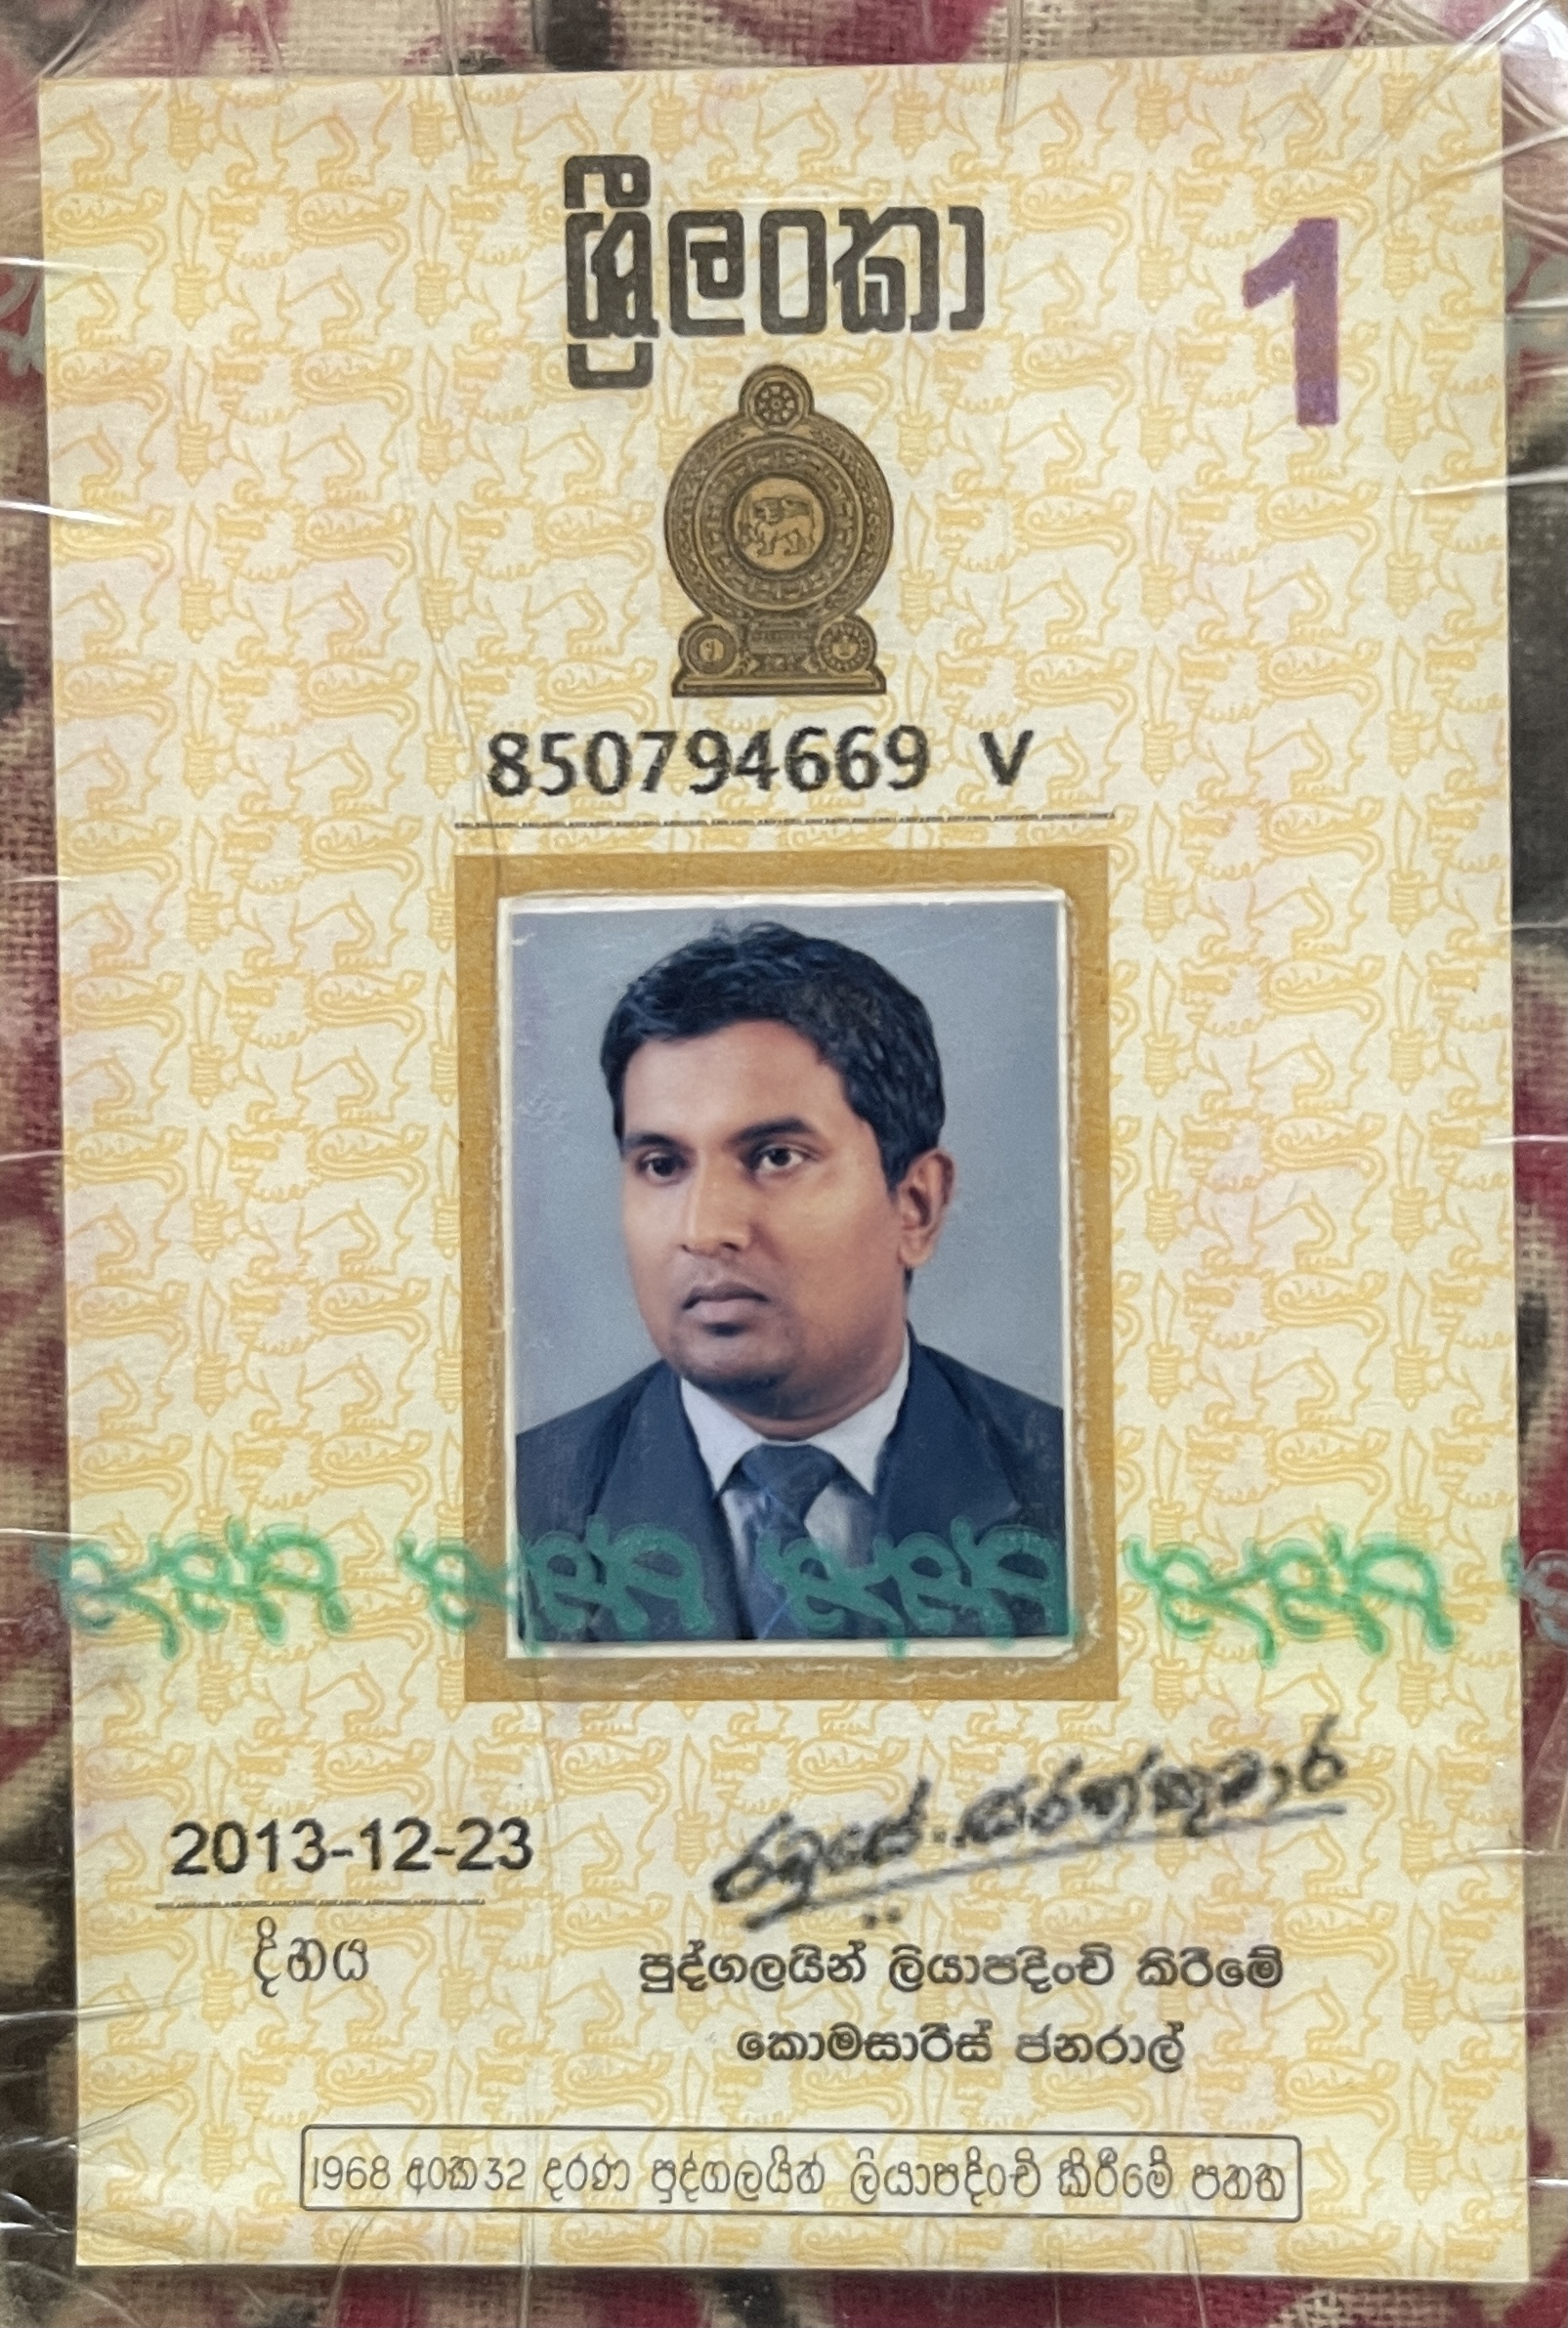 ශ්‍රී ලංකා
1
850794669 V
2013-12-23
දිනය
පුද්ගලයින් ලියාපදිංචි කිරීමේ
කොමසාරිස් ජනරාල්
1968 අංක 32 දරණ පුද්ගලයින් ලියාපදිංචි කිරීමේ පනත